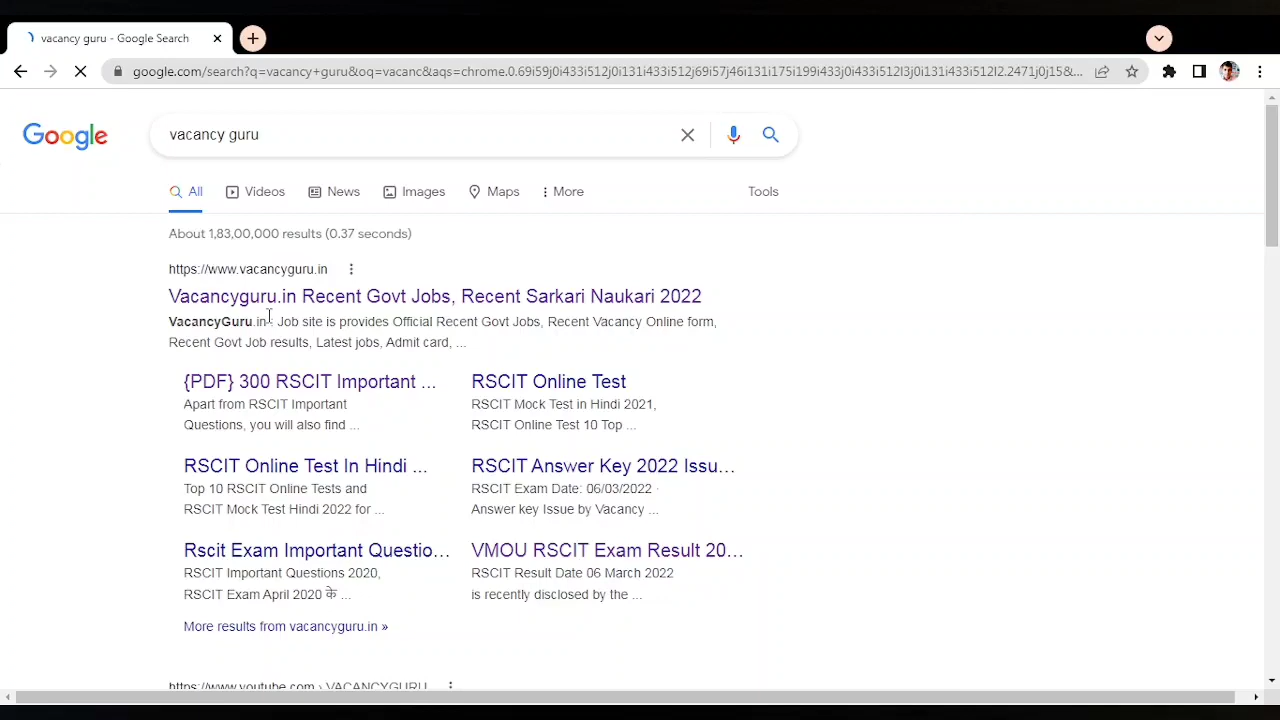 vacancy guru - Google Search
google.com/search?q=vacancy+guru&oq=vacanc&aqs=chrome.0.69i59j0i433i512j0i131i433i512j69i57j46i131i175i199i433j0i433i512l3j0i131i433i512l2.2471j0j15&...
Google
vacancy guru
All
Videos
News
Images
Maps
More
Tools
About 1,83,00,000 results (0.37 seconds)
https://www.vacancyguru.in
Vacancyguru.in Recent Govt Jobs, Recent Sarkari Naukari 2022
VacancyGuru.in - Job site is provides Official Recent Govt Jobs, Recent Vacancy Online form,
Recent Govt Job results, Latest jobs, Admit card, ...
{PDF} 300 RSCIT Important ...
Apart from RSCIT Important
Questions, you will also find ...
RSCIT Online Test
RSCIT Mock Test in Hindi 2021,
RSCIT Online Test 10 Top ...
RSCIT Online Test In Hindi ...
Top 10 RSCIT Online Tests and
RSCIT Mock Test Hindi 2022 for ...
RSCIT Answer Key 2022 Issu...
RSCIT Exam Date: 06/03/2022 ·
Answer key Issue by Vacancy ...
Rscit Exam Important Questio...
RSCIT Important Questions 2020,
RSCIT Exam April 2020 के ...
VMOU RSCIT Exam Result 20...
RSCIT Result Date 06 March 2022
is recently disclosed by the ...
More results from vacancyguru.in »
https://www.youtube.com › VACANCYGURU